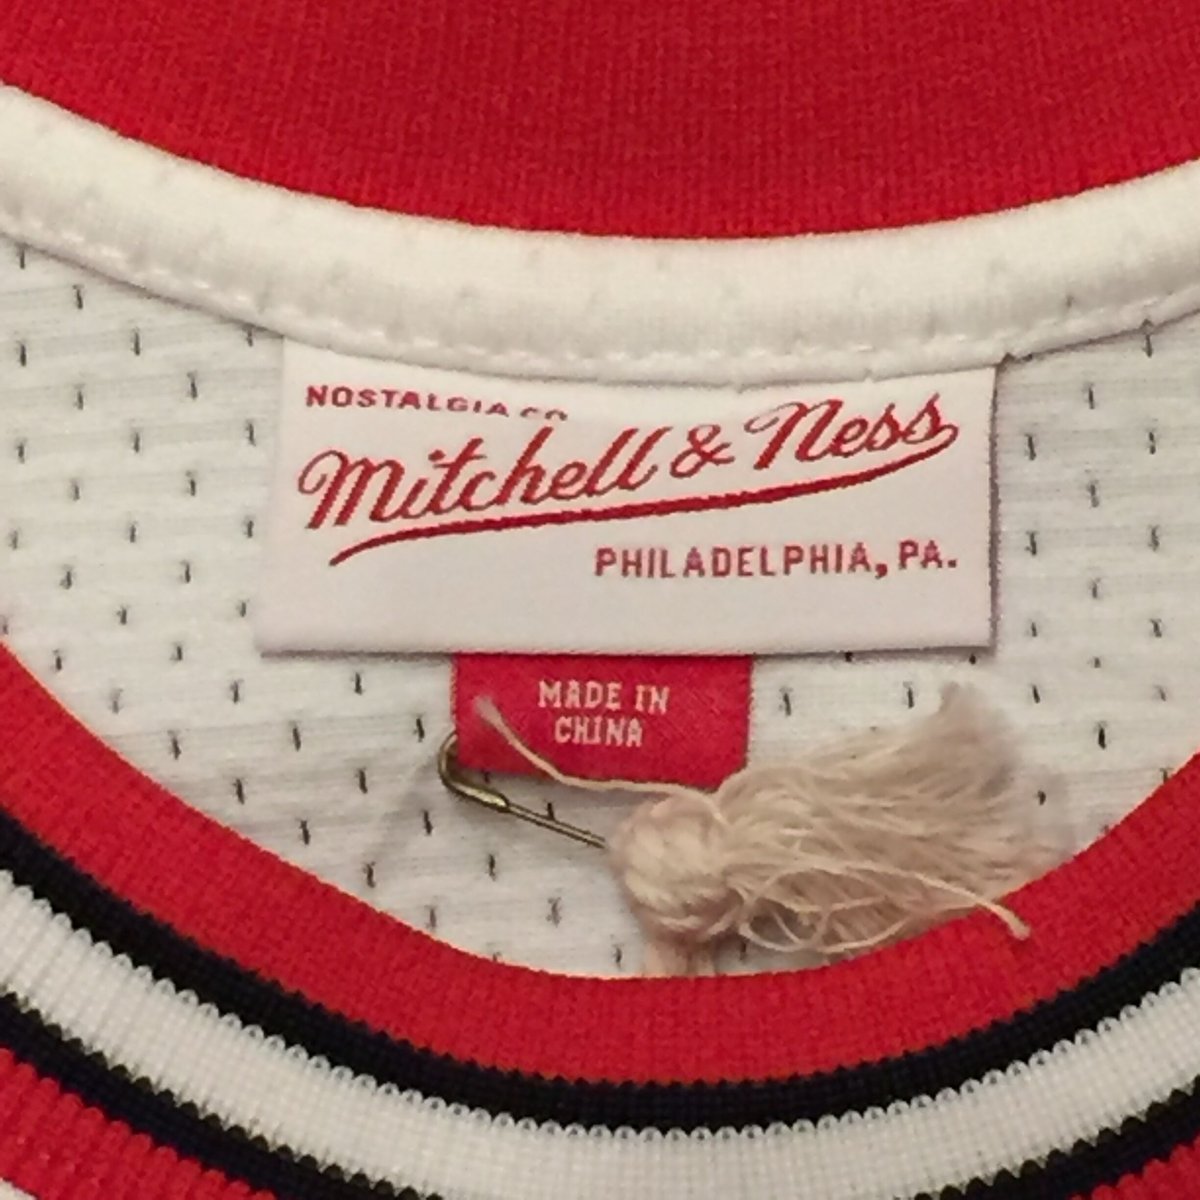 NOSTALGIA CO.
Mitchell & Ness
PHILADELPHIA, PA.
MADE IN
CHINA